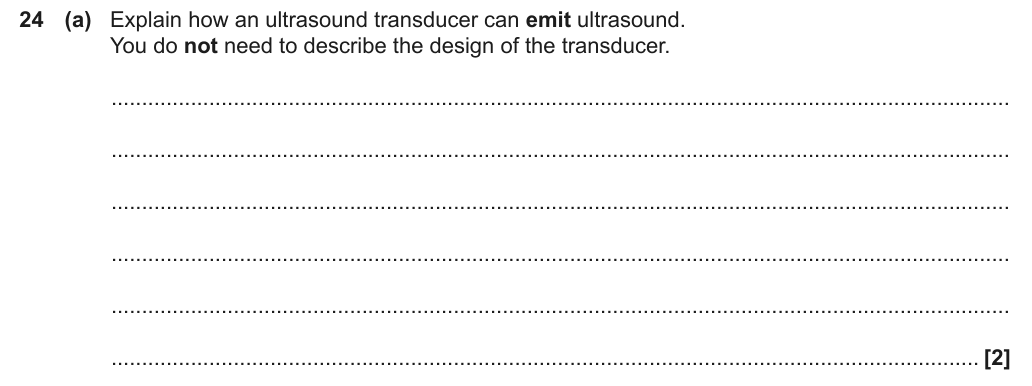 24 (a) Explain how an ultrasound transducer can emit ultrasound.
You do not need to describe the design of the transducer.
[2]